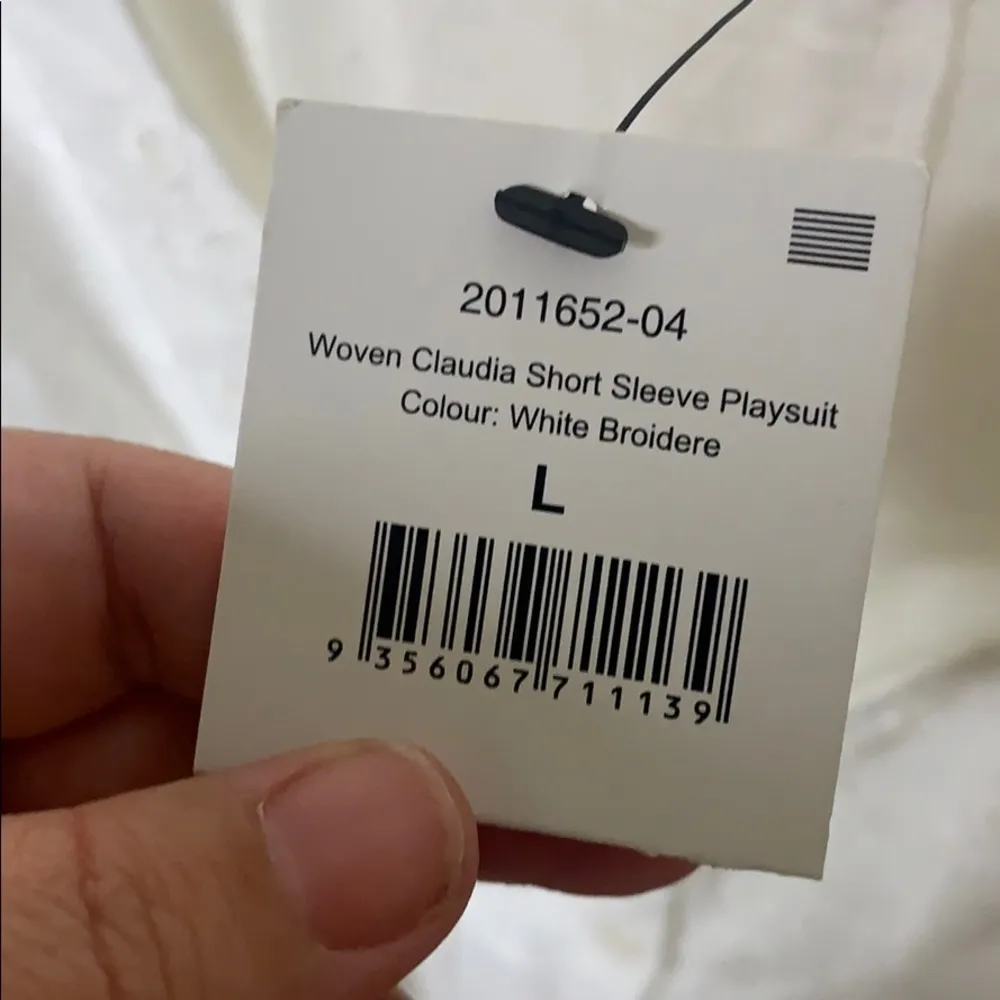 2011652-04
Woven Claudia Short Sleeve Playsuit
Colour: White Broidere
L
9 356067 711139